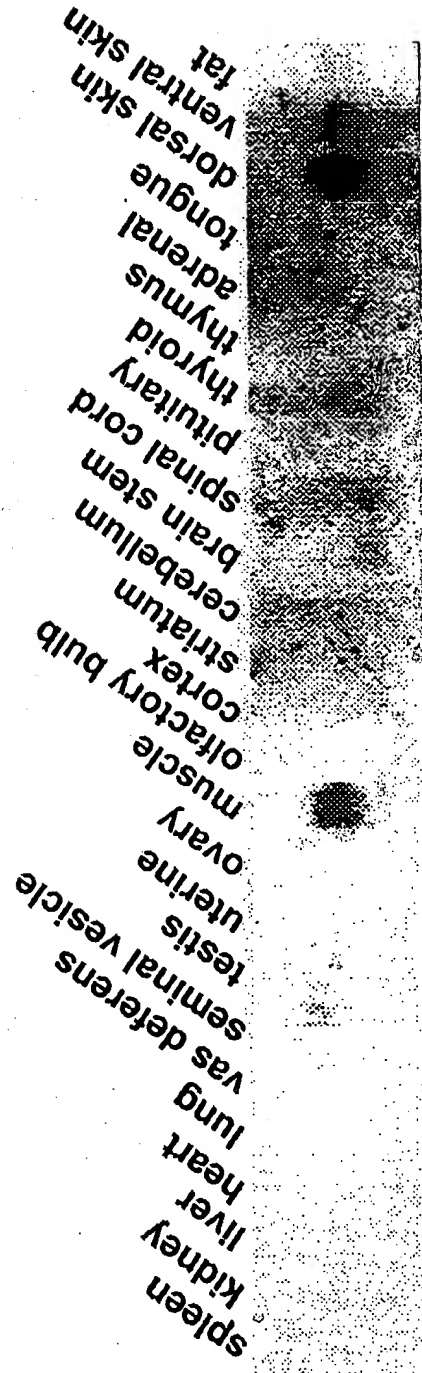 spleen
kidney
liver
heart
lung
vas deferens
seminal vesicle
testis
uterine
ovary
muscle
olfactory bulb
cortex
striatum
cerebellum
brain stem
spinal cord
pituitary
thyroid
thymus
adrenal
tongue
dorsal skin
ventral skin
fat